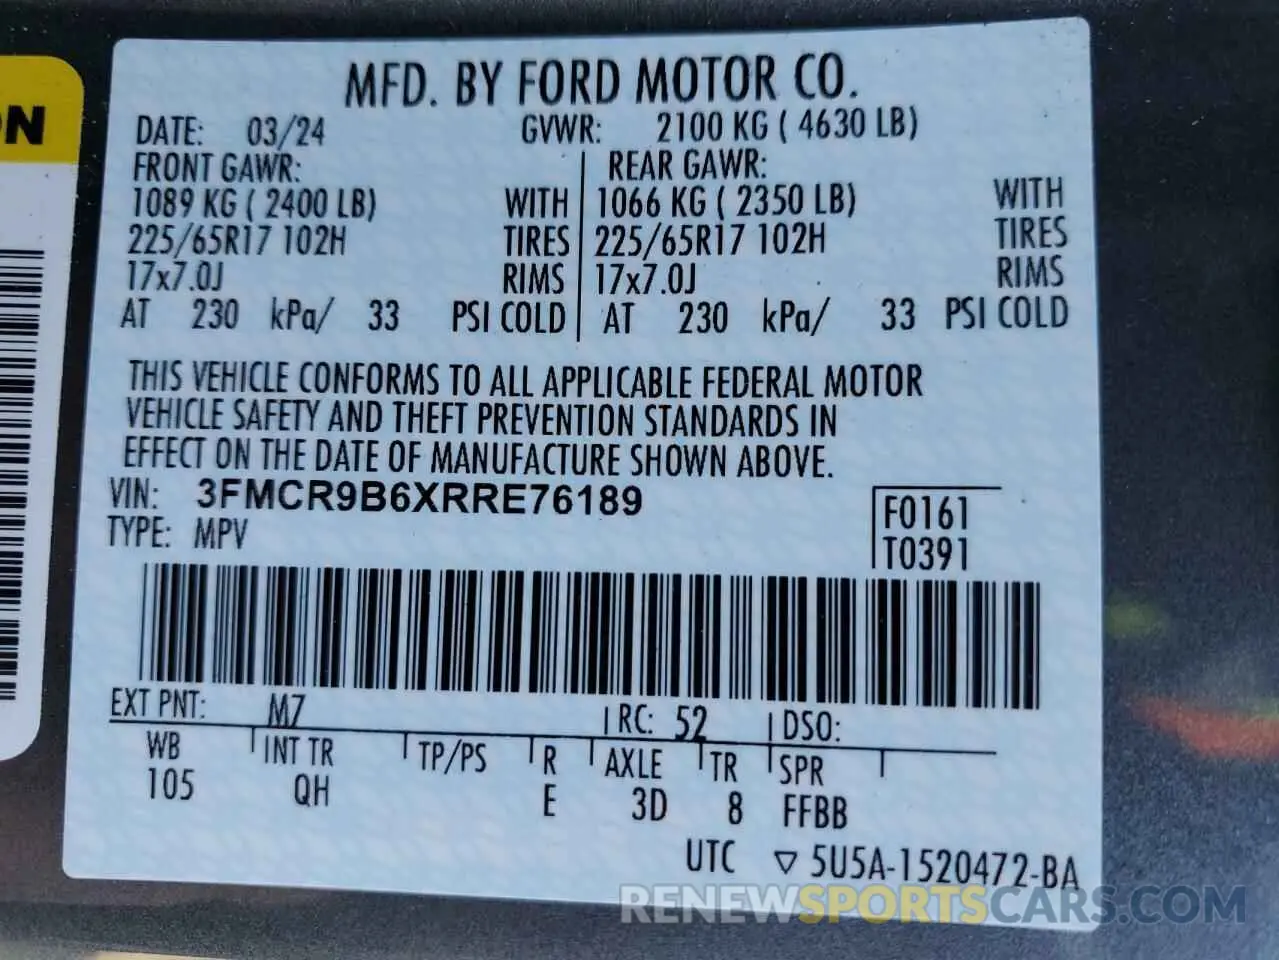 MFD. BY FORD MOTOR CO.
DATE: 03/24 GVWR: 2100 KG ( 4630 LB)
FRONT GAWR: REAR GAWR:
1089 KG ( 2400 LB) WITH 1066 KG ( 2350 LB) WITH
225/65R17 102H TIRES 225/65R17 102H TIRES
17x7.0J RIMS 17x7.0J RIMS
AT 230 kPa/ 33 PSI COLD AT 230 kPa/ 33 PSI COLD
THIS VEHICLE CONFORMS TO ALL APPLICABLE FEDERAL MOTOR
VEHICLE SAFETY AND THEFT PREVENTION STANDARDS IN
EFFECT ON THE DATE OF MANUFACTURE SHOWN ABOVE.
VIN: 3FMCR9B6XRRE76189 F0161
TYPE: MPV T0391
EXT PNT: M7 RC: 52 DSO:
WB INT TR TP/PS R AXLE TR SPR
105 QH E 3D 8 FFBB
UTC ▽ 5U5A-1520472-BA
RENEWSPORTSCARS.COM